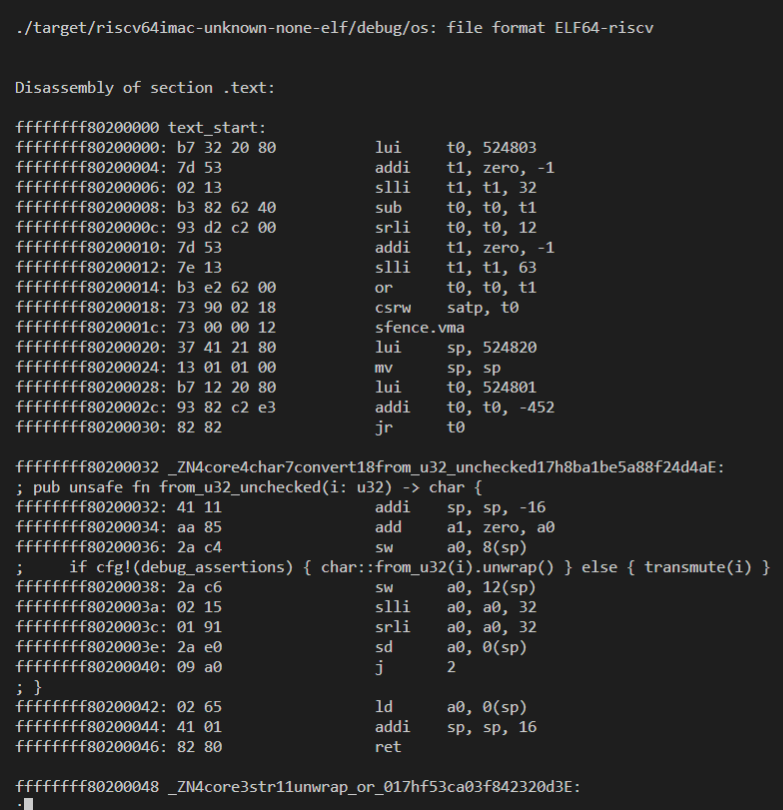 ./target/riscv64imac-unknown-none-elf/debug/os: file format ELF64-riscv
Disassembly of section .text:
ffffffff80200000 text_start:
ffffffff80200000: b7 32 20 80 lui t0, 524803
ffffffff80200004: 7d 53 addi t1, zero, -1
ffffffff80200006: 02 13 slli t1, t1, 32
ffffffff80200008: b3 82 62 40 sub t0, t0, t1
ffffffff8020000c: 93 d2 c2 00 srli t0, t0, 12
ffffffff80200010: 7d 53 addi t1, zero, -1
ffffffff80200012: 7e 13 slli t1, t1, 63
ffffffff80200014: b3 e2 62 00 or t0, t0, t1
ffffffff80200018: 73 90 02 18 csrw satp, t0
ffffffff8020001c: 73 00 00 12 sfence.vma
ffffffff80200020: 37 41 21 80 lui sp, 524820
ffffffff80200024: 13 01 01 00 mv sp, sp
ffffffff80200028: b7 12 20 80 lui t0, 524801
ffffffff8020002c: 93 82 c2 e3 addi t0, t0, -452
ffffffff80200030: 82 82 jr t0
ffffffff80200032 _ZN4core4char7convert18from_u32_unchecked17h8ba1be5a88f24d4aE:
; pub unsafe fn from_u32_unchecked(i: u32) -> char {
ffffffff80200032: 41 11 addi sp, sp, -16
ffffffff80200034: aa 85 add a1, zero, a0
ffffffff80200036: 2a c4 sw a0, 8(sp)
; if cfg!(debug_assertions) { char::from_u32(i).unwrap() } else { transmute(i) }
ffffffff80200038: 2a c6 sw a0, 12(sp)
ffffffff8020003a: 02 15 slli a0, a0, 32
ffffffff8020003c: 01 91 srli a0, a0, 32
ffffffff8020003e: 2a e0 sd a0, 0(sp)
ffffffff80200040: 09 a0 j 2
; }
ffffffff80200042: 02 65 ld a0, 0(sp)
ffffffff80200044: 41 01 addi sp, sp, 16
ffffffff80200046: 82 80 ret
ffffffff80200048 _ZN4core3str11unwrap_or_017hf53ca03f842320d3E:
: